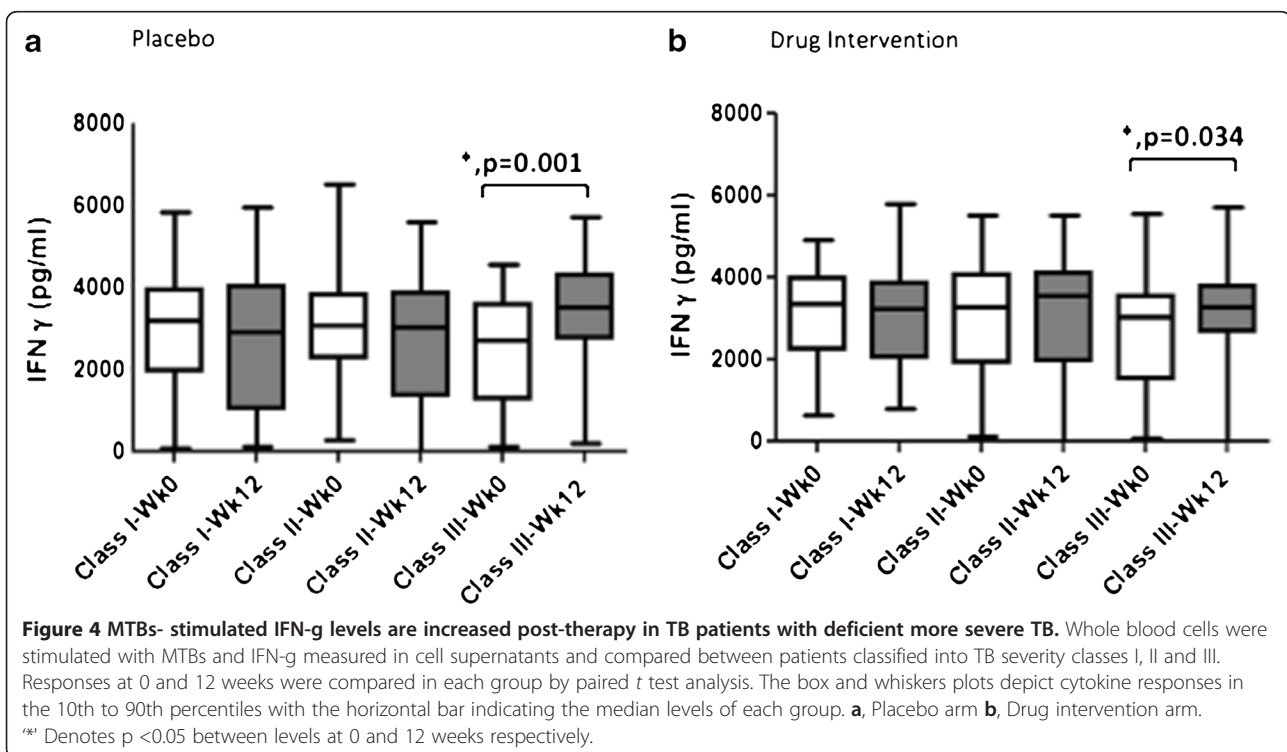 a Placebo
8000
6000
4000
2000
0
IFN γ (pg/ml)
*,p=0.001
Class I-Wk0
Class I-Wk12
Class II-Wk0
Class II-Wk12
Class III-Wk0
Class III-Wk12
b Drug Intervention
8000
6000
4000
2000
0
IFN γ (pg/ml)
*,p=0.034
Class I-Wk0
Class I-Wk12
Class II-Wk0
Class II-Wk12
Class III-Wk0
Class III-Wk12
Figure 4 MTBs- stimulated IFN-g levels are increased post-therapy in TB patients with deficient more severe TB. Whole blood cells were
stimulated with MTBs and IFN-g measured in cell supernatants and compared between patients classified into TB severity classes I, II and III.
Responses at 0 and 12 weeks were compared in each group by paired t test analysis. The box and whiskers plots depict cytokine responses in
the 10th to 90th percentiles with the horizontal bar indicating the median levels of each group. a, Placebo arm b, Drug intervention arm.
‘*’ Denotes p <0.05 between levels at 0 and 12 weeks respectively.